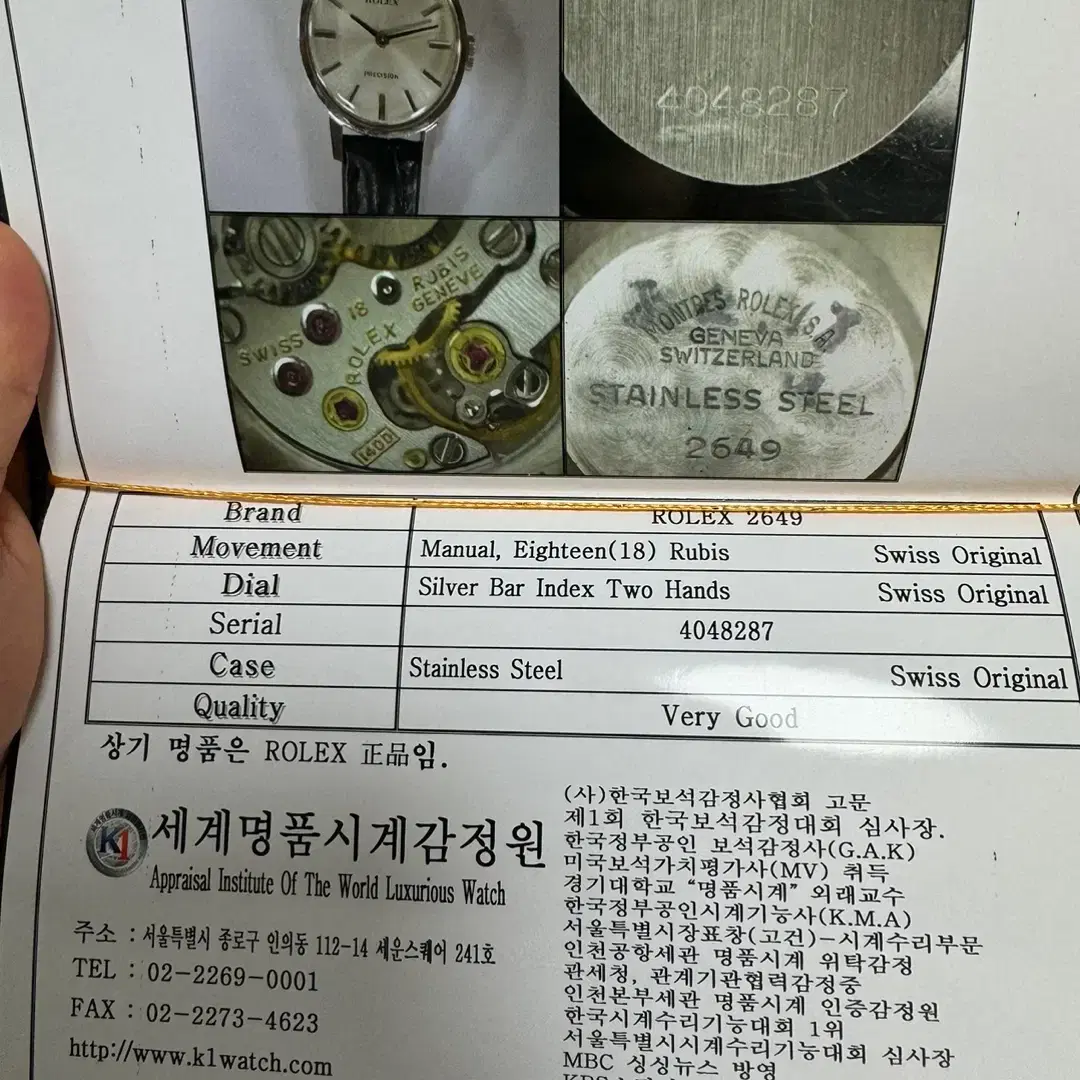 ROLEX
PRECISION
4048287
SWISS
18
RUBIS
ROLEX
GENEVE
1400
MONTRES ROLEX S.A
GENEVA
SWITZERLAND
STAINLESS STEEL
2649
Brand ROLEX 2649
Movement Manual, Eighteen(18) Rubis Swiss Original
Dial Silver Bar Index Two Hands Swiss Original
Serial 4048287
Case Stainless Steel Swiss Original
Quality Very Good
상기 명품은 ROLEX 正品임.
K1
세계명품시계감정원
Appraisal Institute Of The World Luxurious Watch
주소 : 서울특별시 종로구 인의동 112-14 세운스퀘어 241호
TEL : 02-2269-0001
FAX : 02-2273-4623
http://www.k1watch.com
(사)한국보석감정사협회 고문
제1회 한국보석감정대회 심사장.
한국정부공인 보석감정사(G.A.K)
미국보석가치평가사(MV) 취득
경기대학교 “명품시계” 외래교수
한국정부공인시계기능사(K.M.A)
서울특별시장표창(고건)-시계수리부문
인천공항세관 명품시계 위탁감정
관세청, 관계기관협력감정중
인천본부세관 명품시계 인증감정원
한국시계수리기능대회 1위
서울특별시시계수리기능대회 심사장
MBC 싱싱뉴스 방영